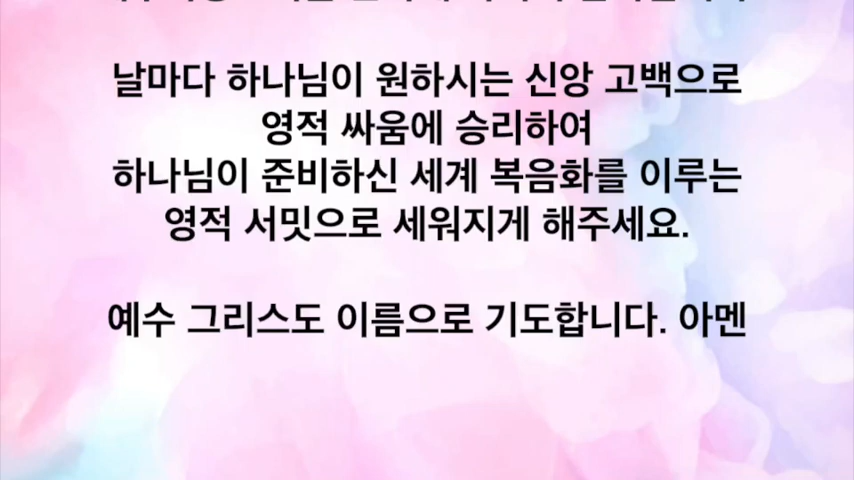 날마다 하나님이 원하시는 신앙 고백으로
영적 싸움에 승리하여
하나님이 준비하신 세계 복음화를 이루는
영적 서밋으로 세워지게 해주세요.
예수 그리스도 이름으로 기도합니다. 아멘